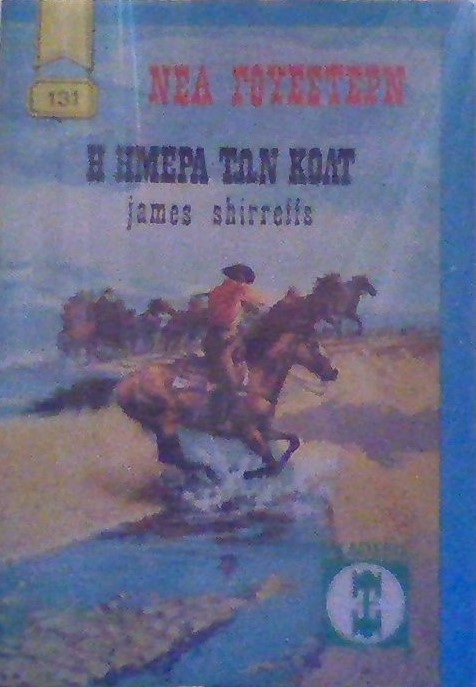 131
ΝΕΑ ΓΟΥΕΣΤΕΡΝ
Η ΗΜΕΡΑ ΤΩΝ ΚΟΛΤ
james shirreffs